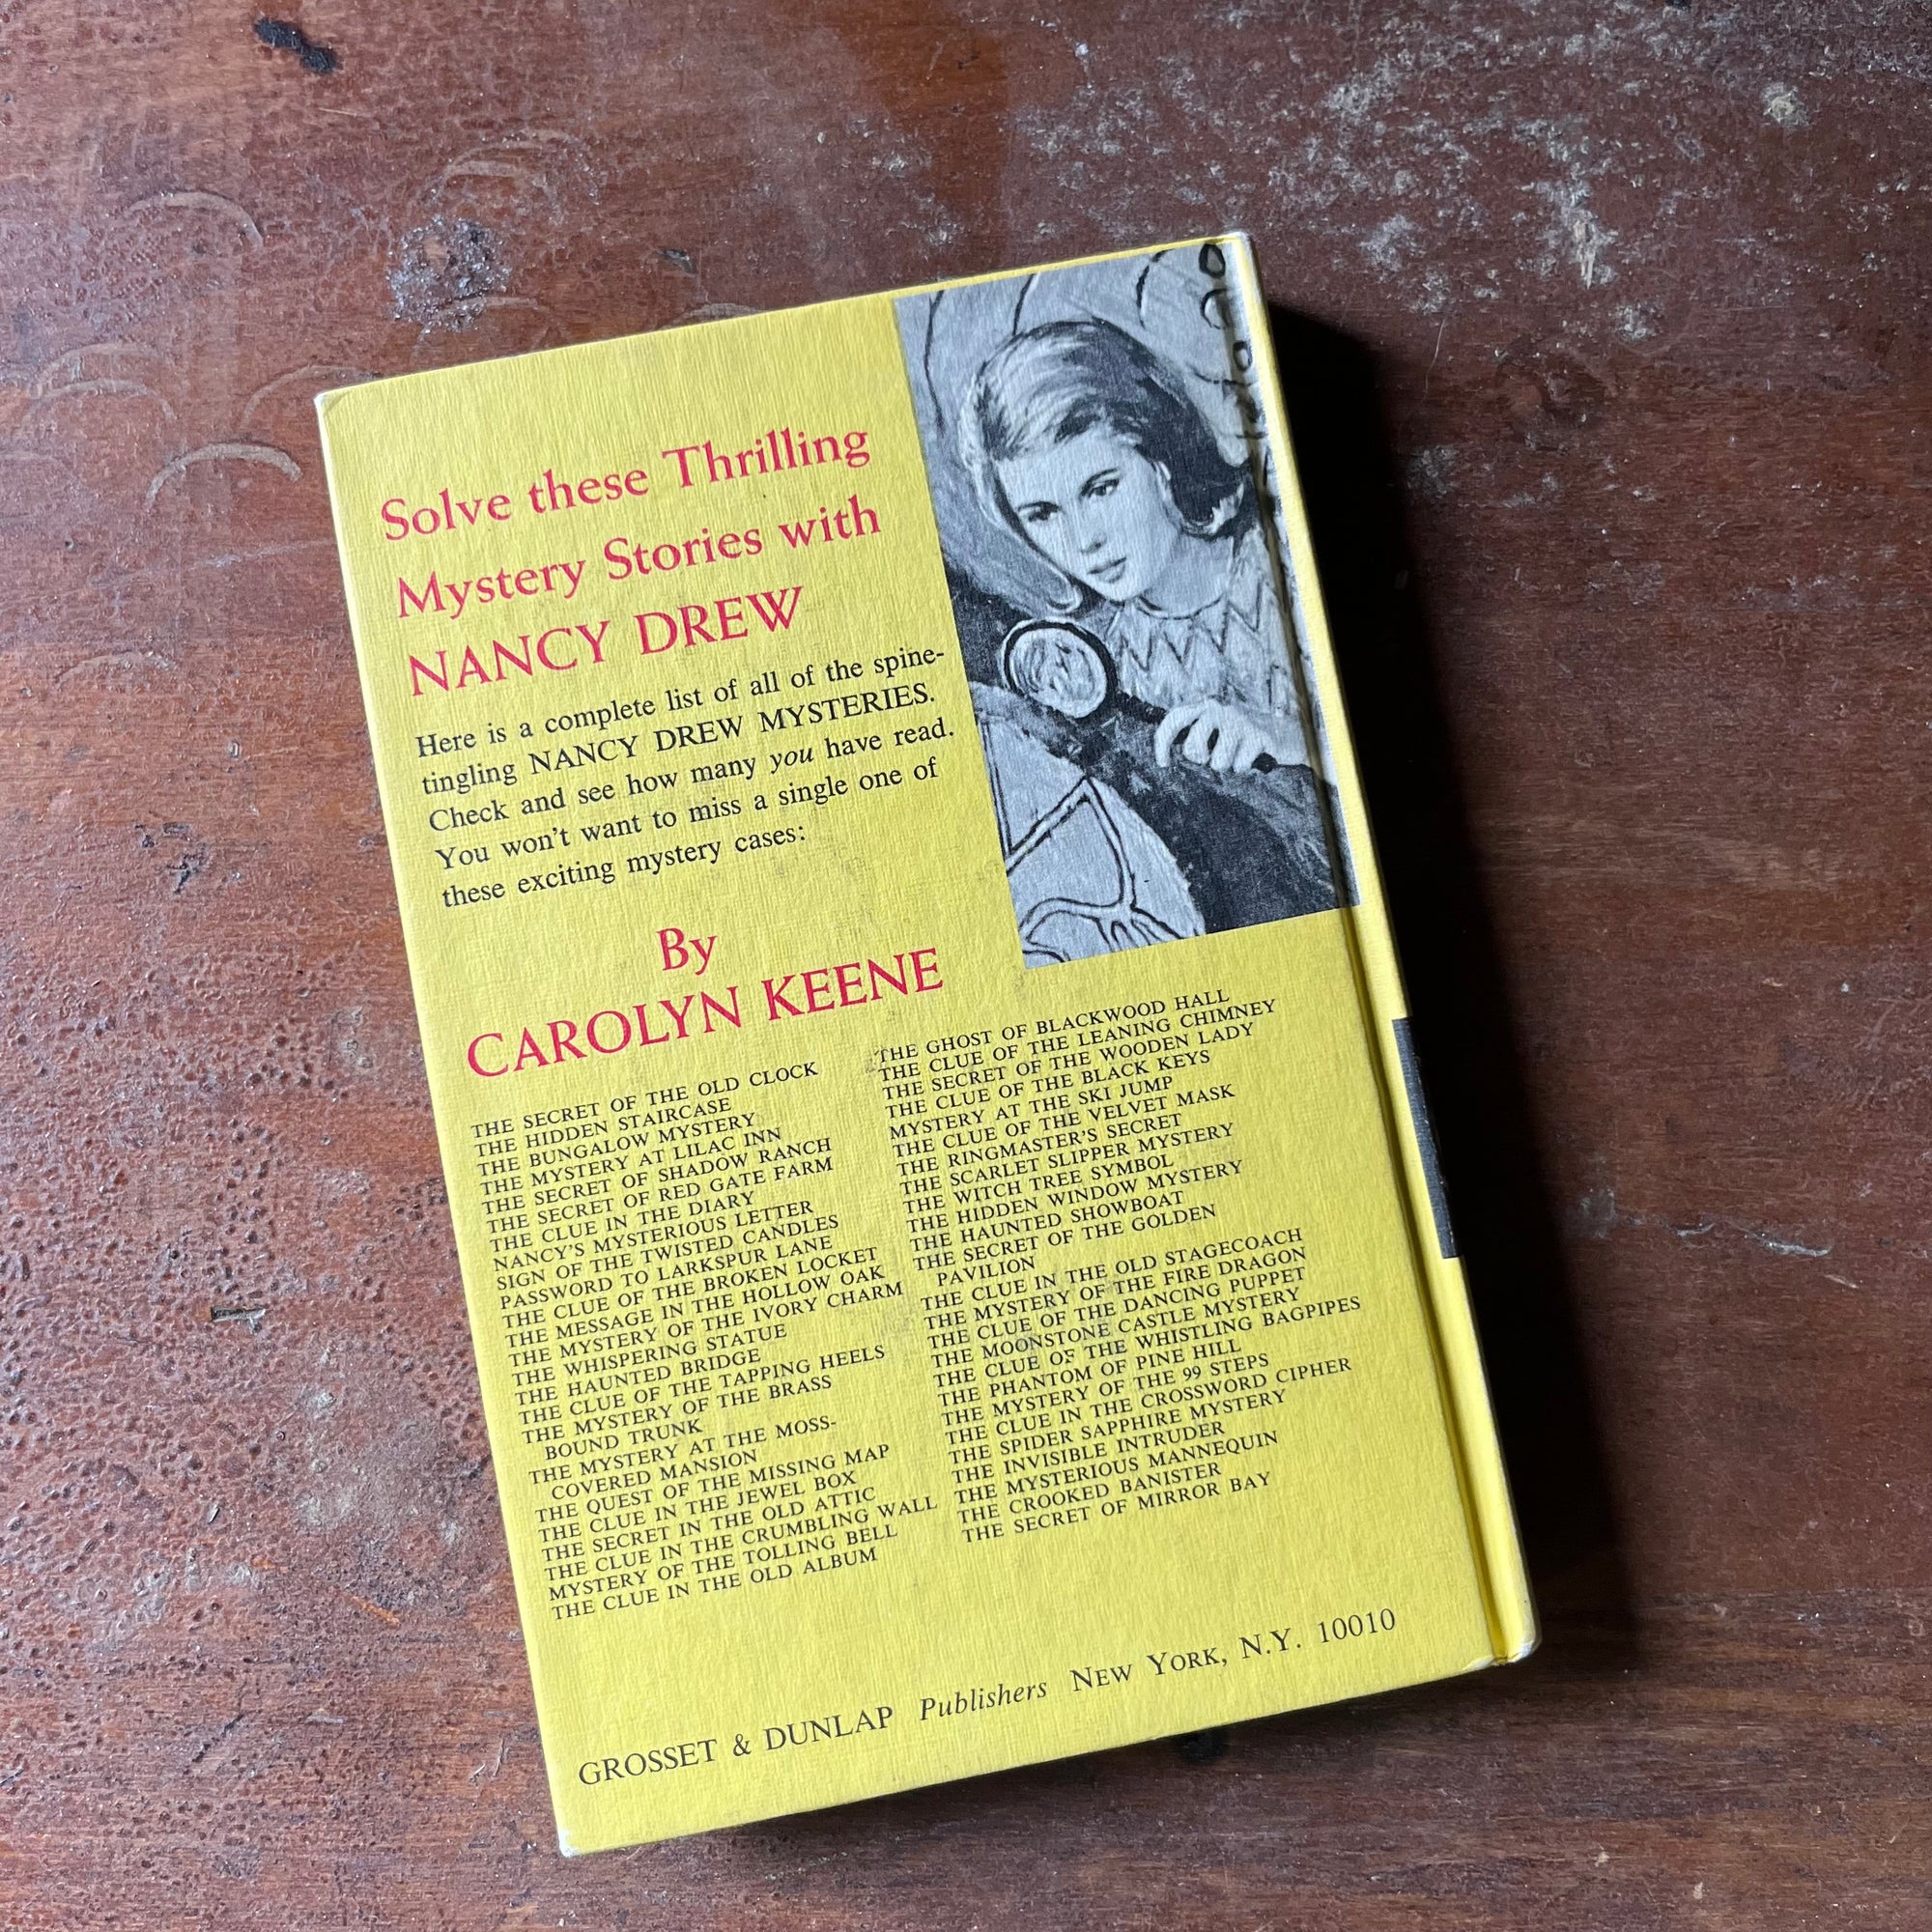 Solve these Thrilling
Mystery Stories with
NANCY DREW
Here is a complete list of all of the spine-
tingling NANCY DREW MYSTERIES.
Check and see how many you have read.
You won't want to miss a single one of
these exciting mystery cases:
By
CAROLYN KEENE
THE SECRET OF THE OLD CLOCK
THE HIDDEN STAIRCASE
THE BUNGALOW MYSTERY
THE MYSTERY AT LILAC INN
THE SECRET OF SHADOW RANCH
THE SECRET OF RED GATE FARM
THE CLUE IN THE DIARY
NANCY'S MYSTERIOUS LETTER
SIGN OF THE TWISTED CANDLES
PASSWORD TO LARKSPUR LANE
THE CLUE OF THE BROKEN LOCKET
THE MESSAGE IN THE HOLLOW OAK
THE MYSTERY OF THE IVORY CHARM
THE WHISPERING STATUE
THE HAUNTED BRIDGE
THE CLUE OF THE TAPPING HEELS
THE MYSTERY OF THE BRASS
BOUND TRUNK
THE MYSTERY AT THE MOSS-
COVERED MANSION
THE QUEST OF THE MISSING MAP
THE CLUE IN THE JEWEL BOX
THE SECRET IN THE OLD ATTIC
THE CLUE IN THE CRUMBLING WALL
MYSTERY OF THE TOLLING BELL
THE CLUE IN THE OLD ALBUM
THE GHOST OF BLACKWOOD HALL
THE CLUE OF THE LEANING CHIMNEY
THE SECRET OF THE WOODEN LADY
THE CLUE OF THE BLACK KEYS
MYSTERY AT THE SKI JUMP
THE CLUE OF THE VELVET MASK
THE RINGMASTER'S SECRET
THE SCARLET SLIPPER MYSTERY
THE WITCH TREE SYMBOL
THE HIDDEN WINDOW MYSTERY
THE HAUNTED SHOWBOAT
THE SECRET OF THE GOLDEN
PAVILION
THE CLUE IN THE OLD STAGECOACH
THE MYSTERY OF THE FIRE DRAGON
THE CLUE OF THE DANCING PUPPET
THE MOONSTONE CASTLE MYSTERY
THE CLUE OF THE WHISTLING BAGPIPES
THE PHANTOM OF PINE HILL
THE MYSTERY OF THE 99 STEPS
THE CLUE IN THE CROSSWORD CIPHER
THE SPIDER SAPPHIRE MYSTERY
THE INVISIBLE INTRUDER
THE MYSTERIOUS MANNEQUIN
THE CROOKED BANISTER
THE SECRET OF MIRROR BAY
GROSSET & DUNLAP Publishers NEW YORK, N.Y. 10010